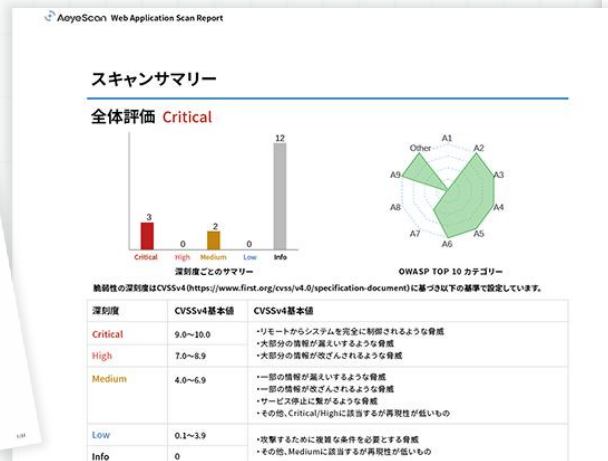 AeyeScan Web Application Scan Report
スキャンサマリー
全体評価 Critical
12
3
0
2
0
Critical High Medium Low Info
深刻度ごとのサマリー
A1
A2
A3
A4
A5
A6
A7
A8
A9
Other
OWASP TOP 10 カテゴリー
脆弱性の深刻度はCVSSv4(https://www.first.org/cvss/v4.0/specification-document)に基づき以下の基準で設定しています。
深刻度 CVSSv4基本値 CVSSv4基本値
Critical 9.0〜10.0 ・リモートからシステムを完全に制御されるような脅威
・大部分の情報が漏えいするような脅威
High 7.0〜8.9 ・大部分の情報が改ざんされるような脅威
Medium 4.0〜6.9 ・一部の情報が漏えいするような脅威
・一部の情報が改ざんされるような脅威
・サービス停止に繋がるような脅威
・その他、Critical/Highに該当するが再現性が低いもの
Low 0.1〜3.9 ・攻撃するために複雑な条件を必要とする脅威
・その他、Mediumに該当するが再現性が低いもの
Info 0